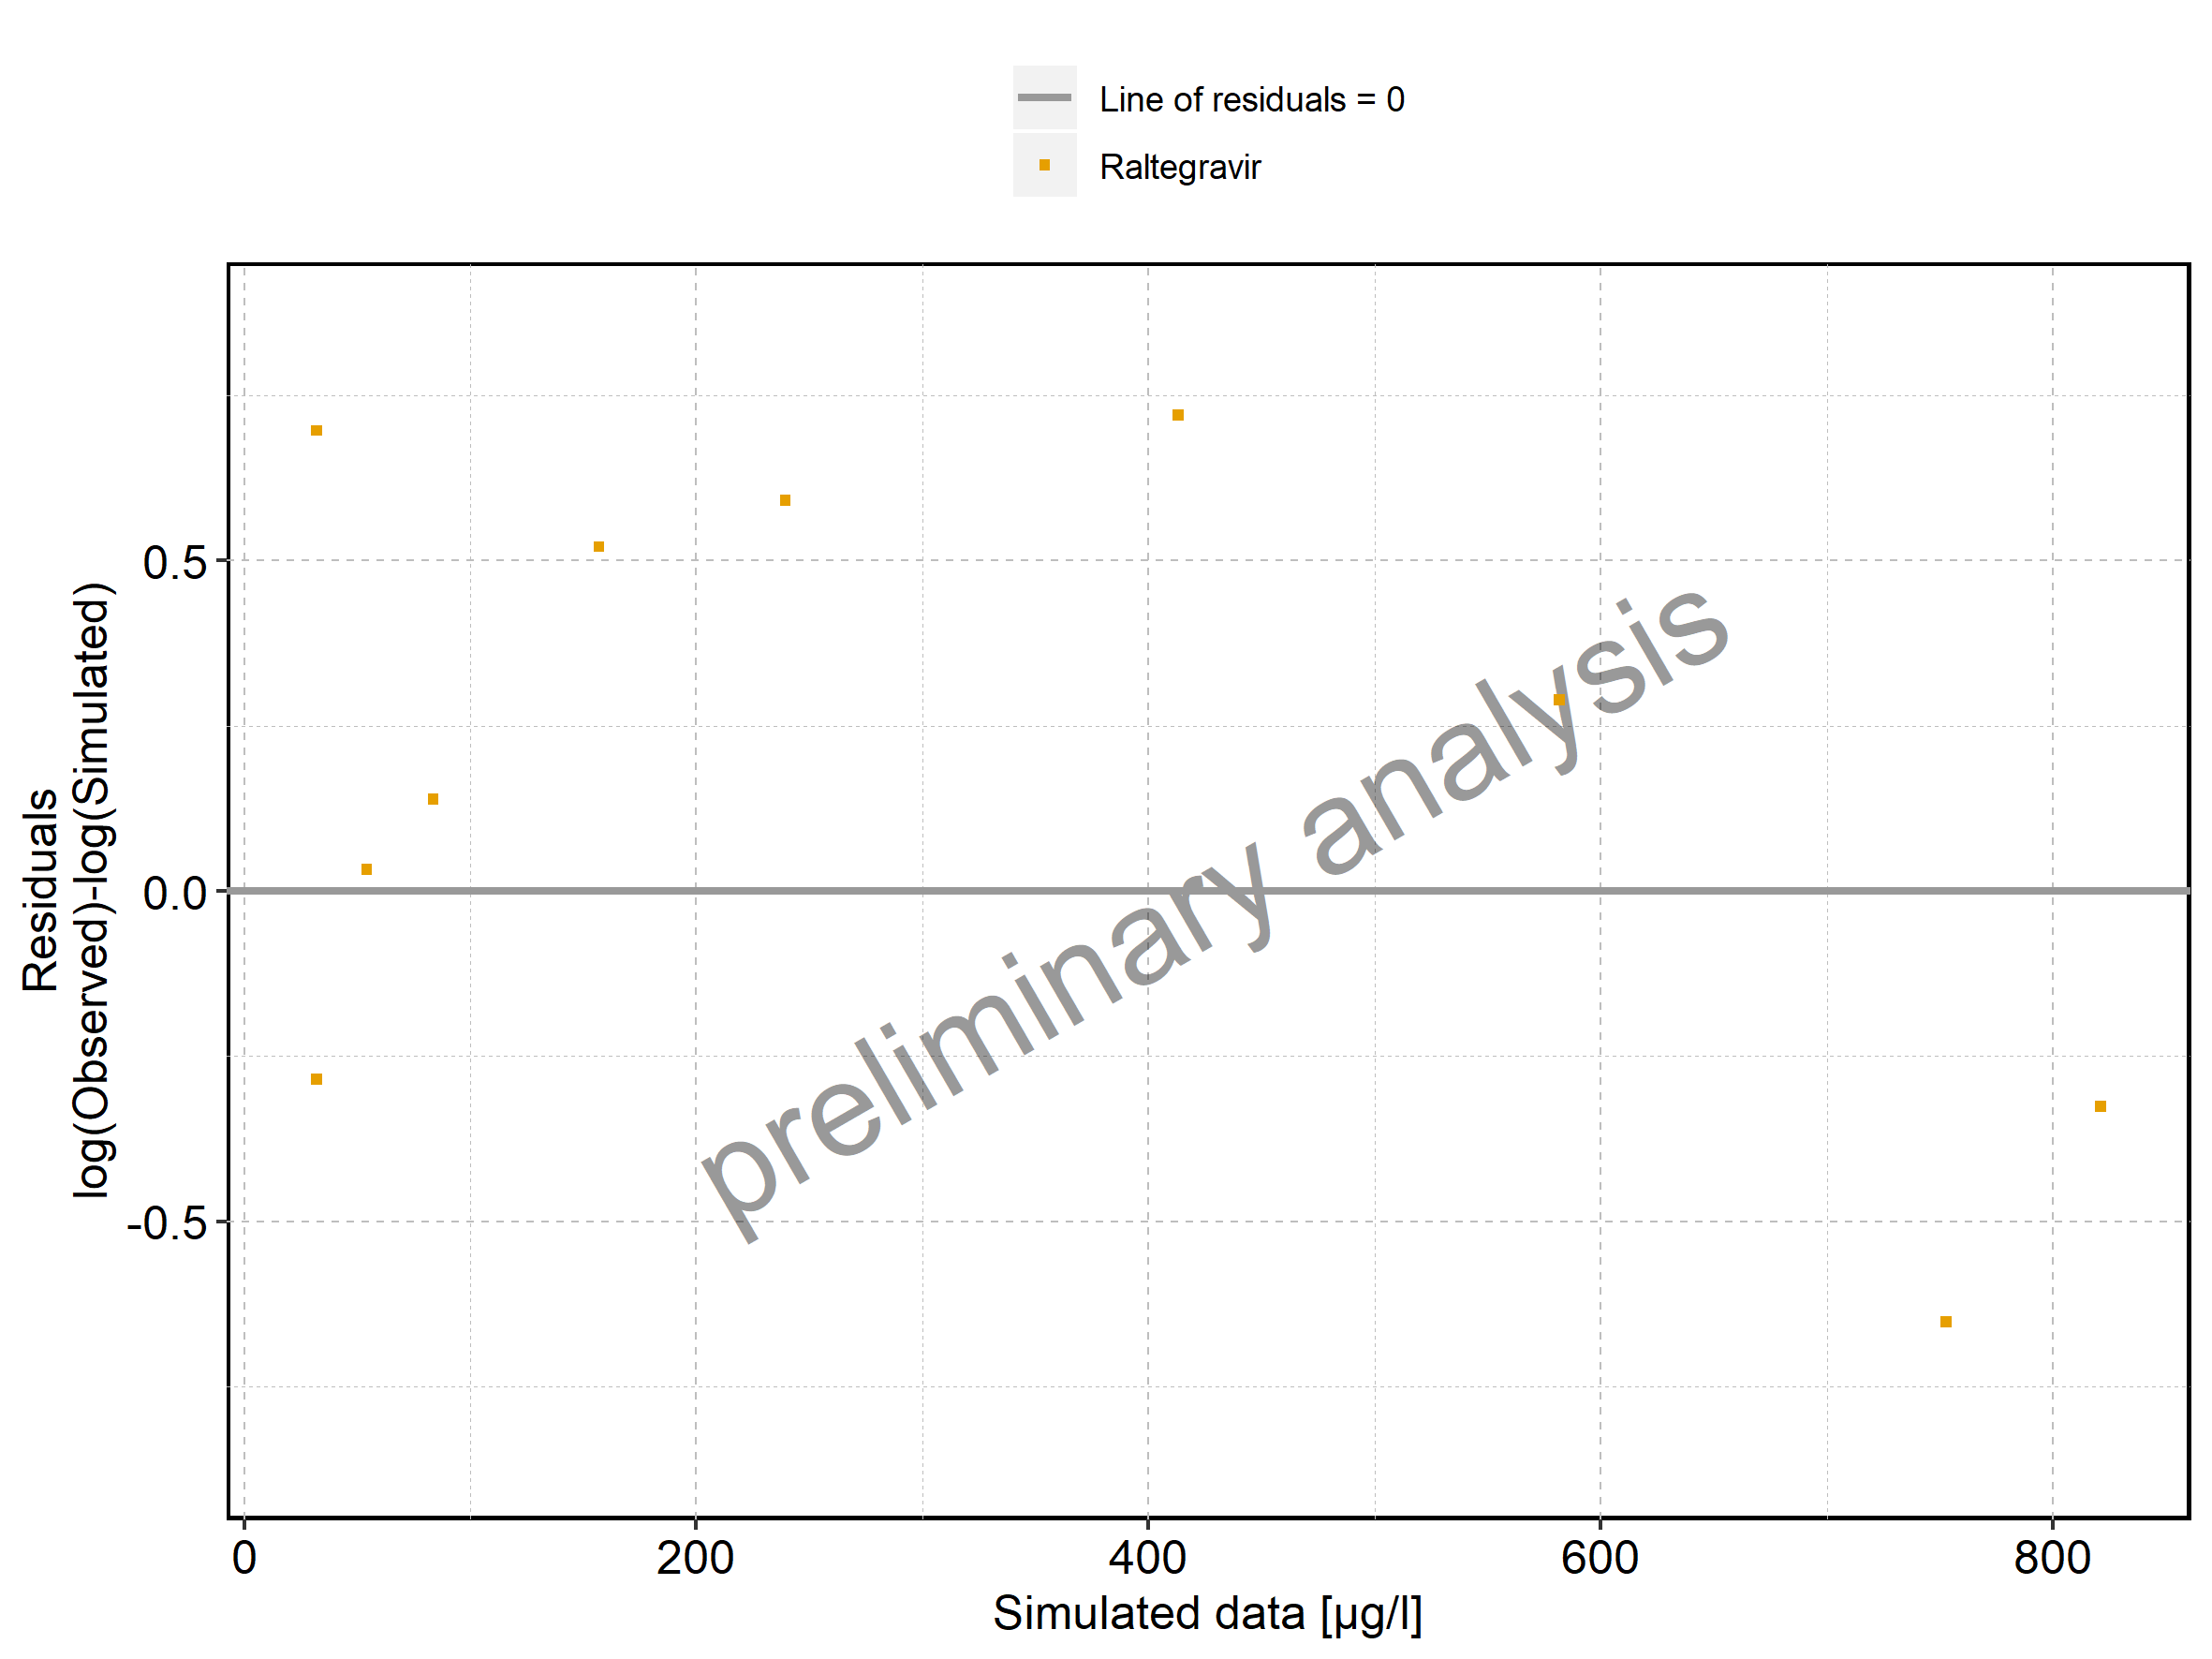 Line of residuals = 0
Raltegravir
Residuals
log(Observed)-log(Simulated)
0.5
0.0
-0.5
preliminary analysis
0 200 400 600 800
Simulated data [µg/l]